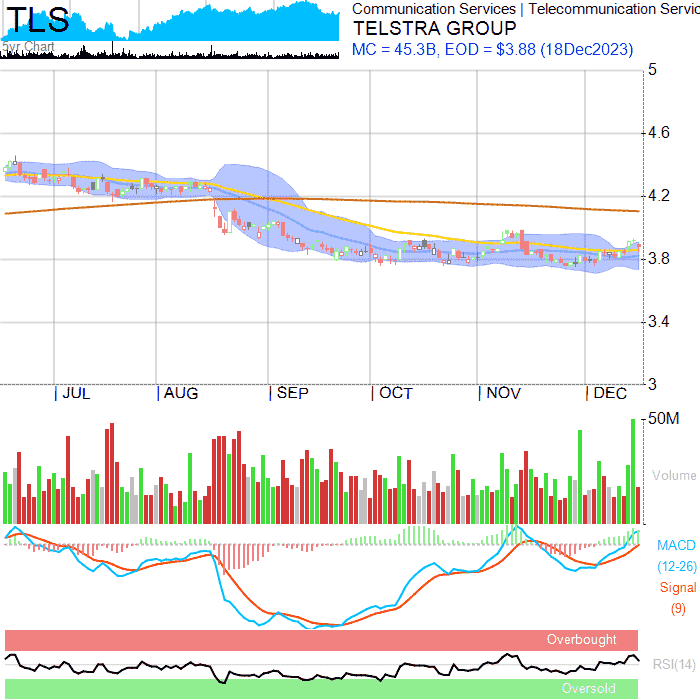 TLS
5yr Chart
Communication Services | Telecommunication Servic
TELSTRA GROUP
MC = 45.3B, EOD = $3.88 (18Dec2023)
5
4.6
4.2
3.8
3.4
3
JUL AUG SEP OCT NOV DEC
50M
Volume
MACD
(12-26)
Signal
(9)
Overbought
RSI(14)
Oversold